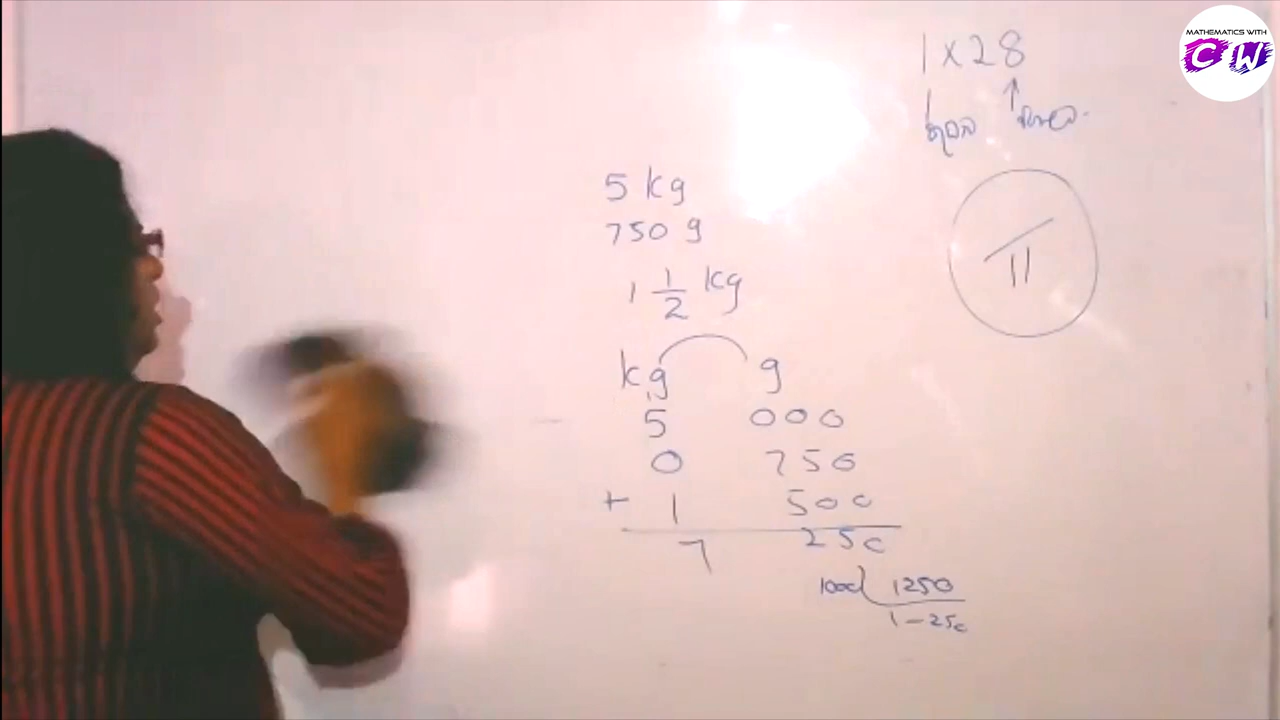 MATHEMATICS WITH
C W
1 x 28
5 kg
750 g
1 1/2 kg
kg g
5 000
0 750
+ 1 500
7 250
1000 1250
1 - 250
11